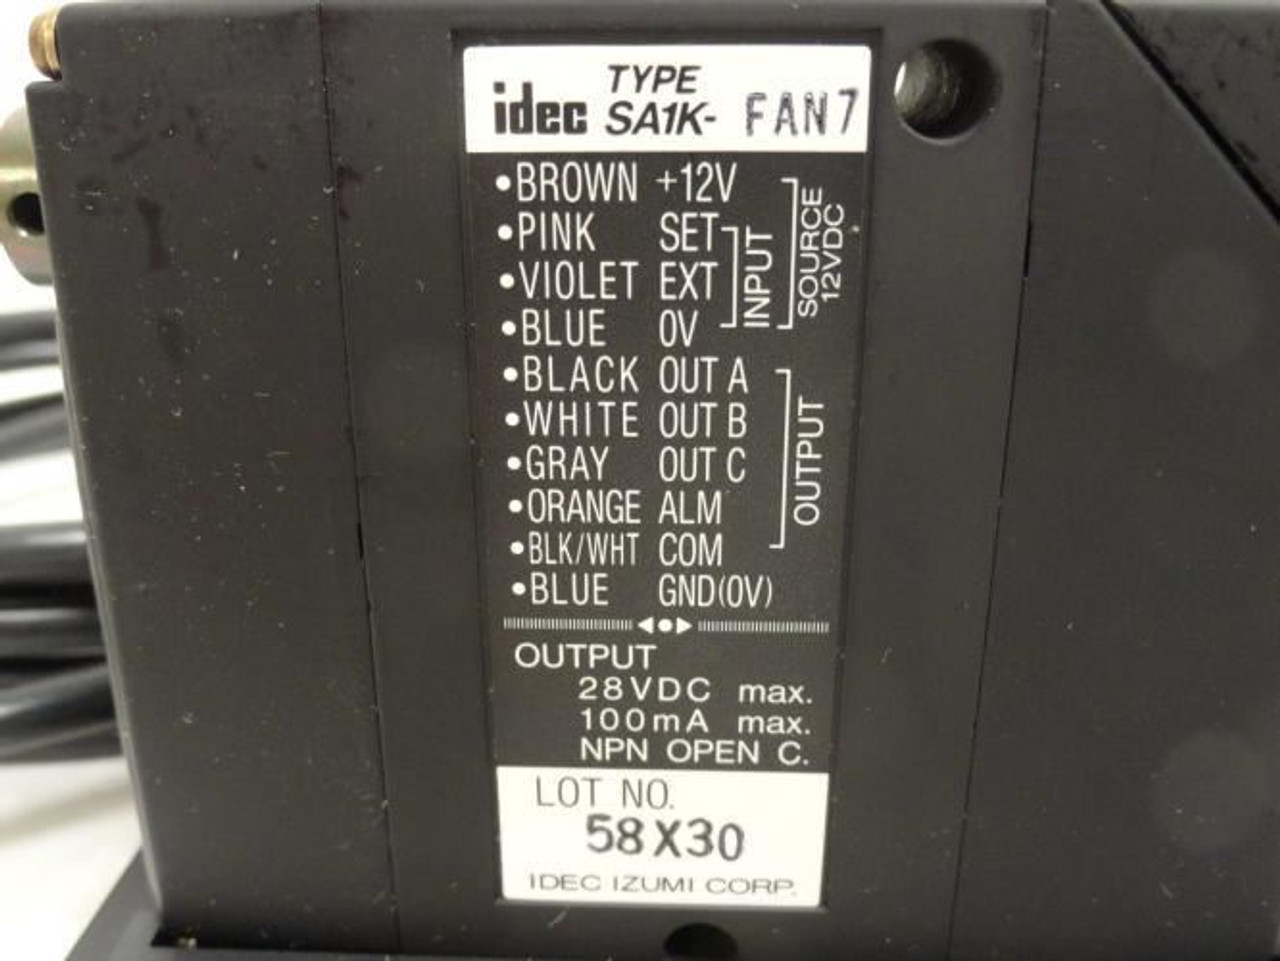 idec TYPE SA1K- FAN7
•BROWN +12V
•PINK SET
•VIOLET EXT
•BLUE 0V
INPUT
SOURCE 12VDC
•BLACK OUT A
•WHITE OUT B
•GRAY OUT C
•ORANGE ALM
•BLK/WHT COM
OUTPUT
•BLUE GND(0V)
OUTPUT
28VDC max.
100mA max.
NPN OPEN C.
LOT NO.
58X30
IDEC IZUMI CORP.